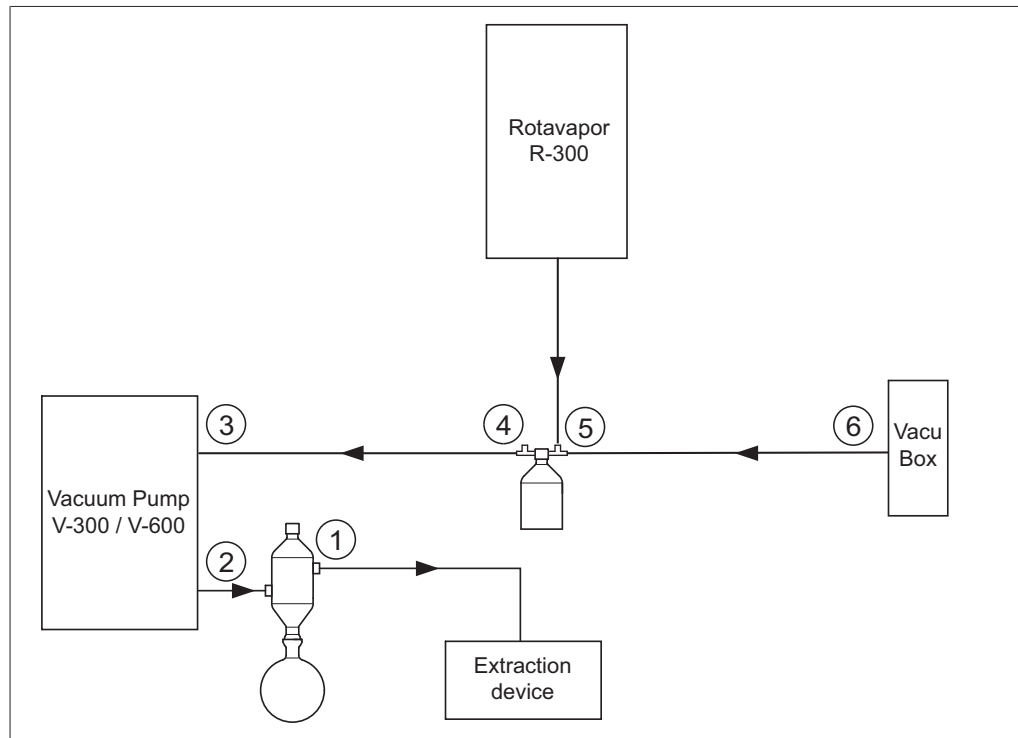 Rotavapor
R-300
3
4
5
6
Vacu
Box
Vacuum Pump
V-300 / V-600
2
1
Extraction
device